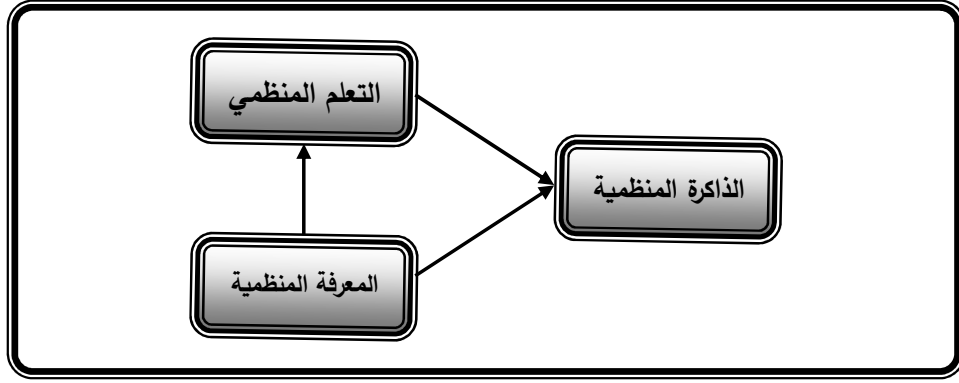 التعلم المنظمي
الذاكرة المنظمية
المعرفة المنظمية